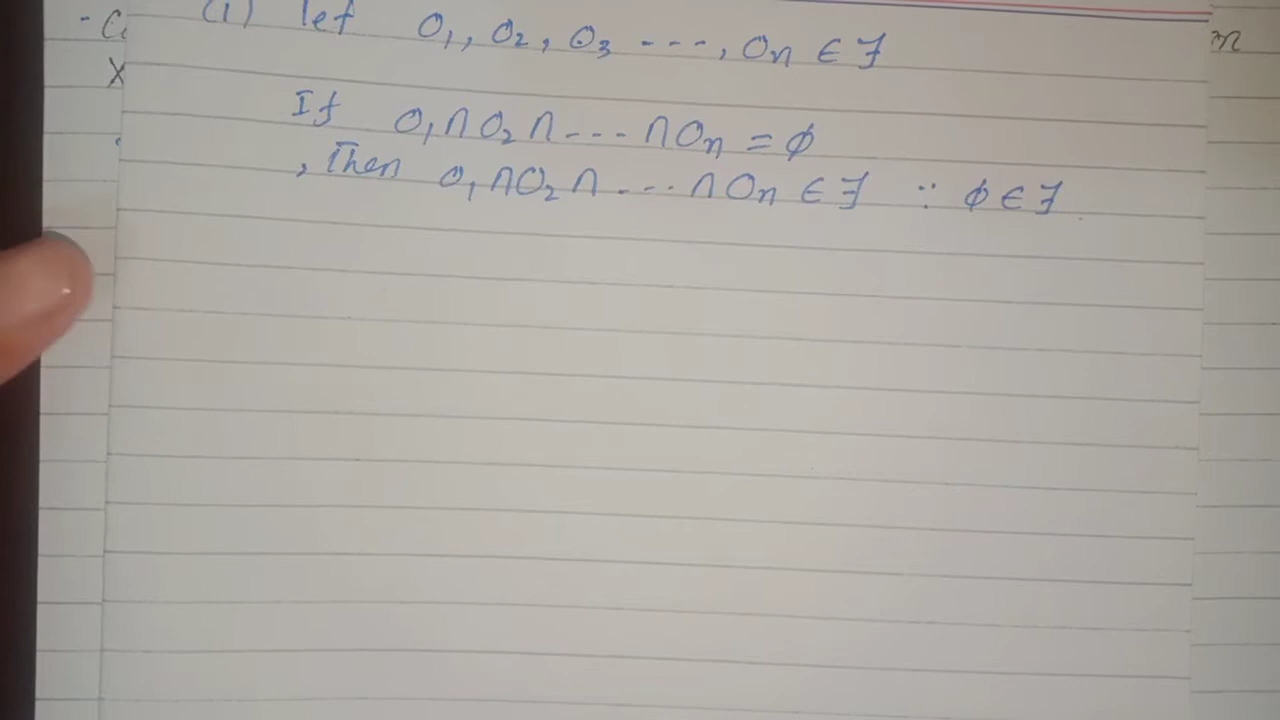 (1) let O₁, O₂, O₃ ---, Oₙ ∈ ℐ
If O₁∩O₂∩---∩Oₙ = ϕ
, Then O₁∩O₂∩---∩Oₙ ∈ ℐ ∵ ϕ ∈ ℐ
X
n